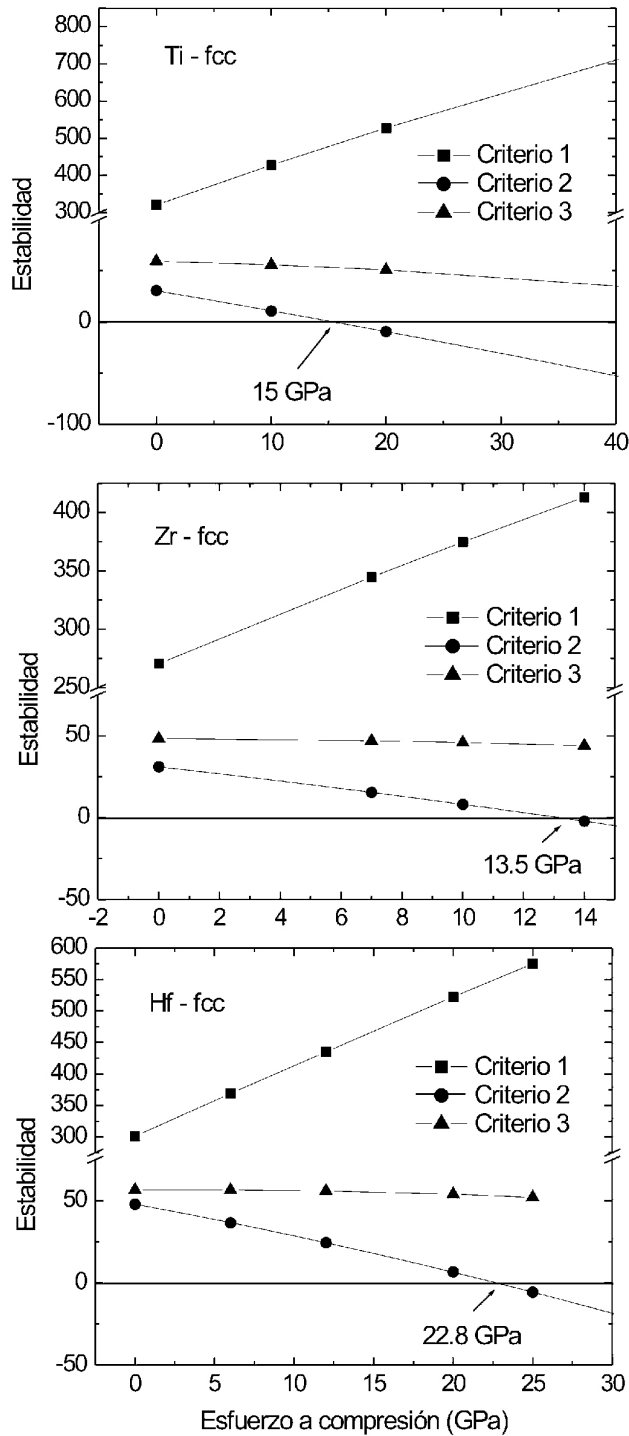 800
700
Ti - fcc
600
500
Criterio 1
400
Criterio 2
300
Criterio 3
Estabilidad
0
15 GPa
-100
0 10 20 30 40
400
Zr - fcc
350
300
Criterio 1
Criterio 2
250
Criterio 3
Estabilidad
50
0
13.5 GPa
-50
-2 0 2 4 6 8 10 12 14
600
550
Hf - fcc
500
450
Criterio 1
400
Criterio 2
350
Criterio 3
300
Estabilidad
50
0
22.8 GPa
-50
0 5 10 15 20 25 30
Esfuerzo a compresión (GPa)